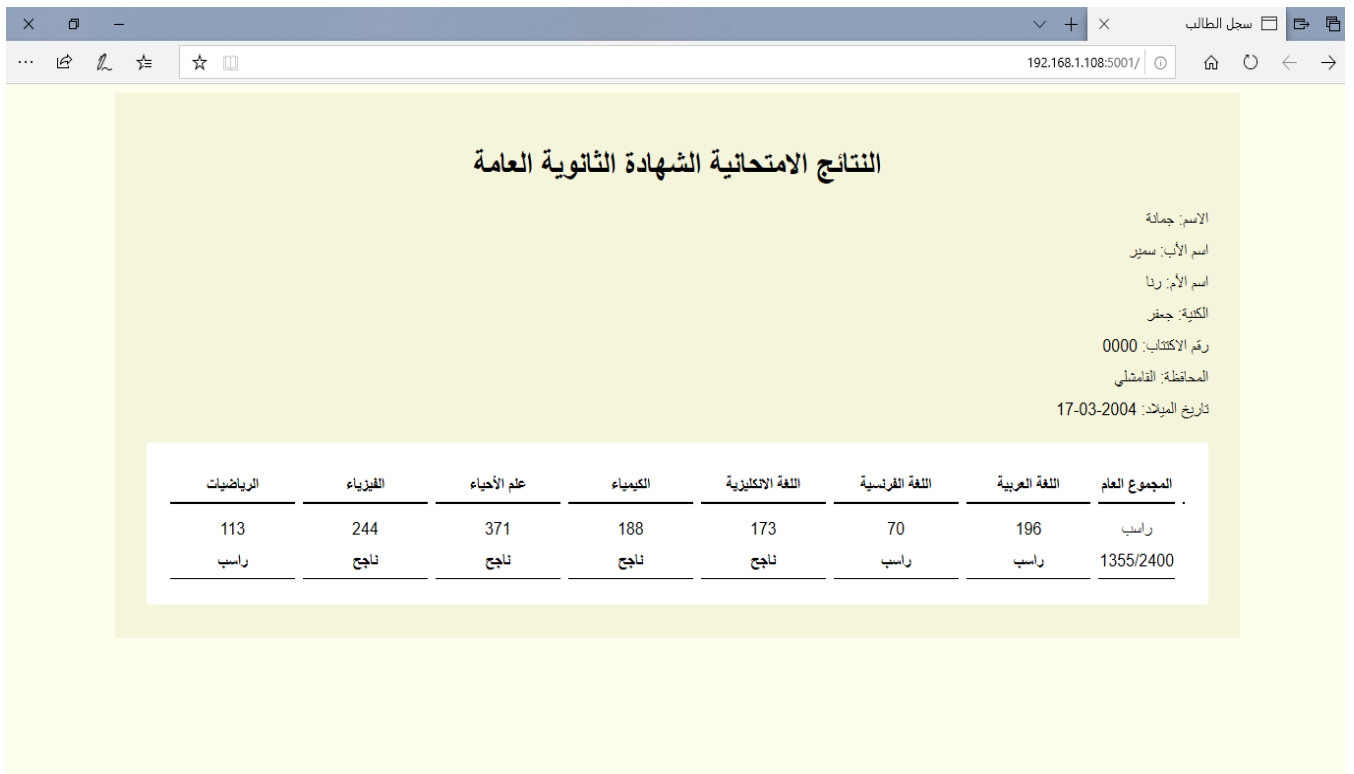 سجل الطالب
192.168.1.108:5001/
النتائج الامتحانية الشهادة الثانوية العامة
الاسم: جمانة
اسم الأب: سمير
اسم الأم: رنا
الكنية: جعفر
رقم الاكتتاب: 0000
المحافظة: القامشلي
تاريخ الميلاد: 2004-03-17
المجموع العام اللغة العربية اللغة الفرنسية اللغة الانكليزية الكيمياء علم الأحياء الفيزياء الرياضيات
راسب 196 70 173 188 371 244 113
1355/2400 راسب راسب ناجح ناجح ناجح ناجح راسب